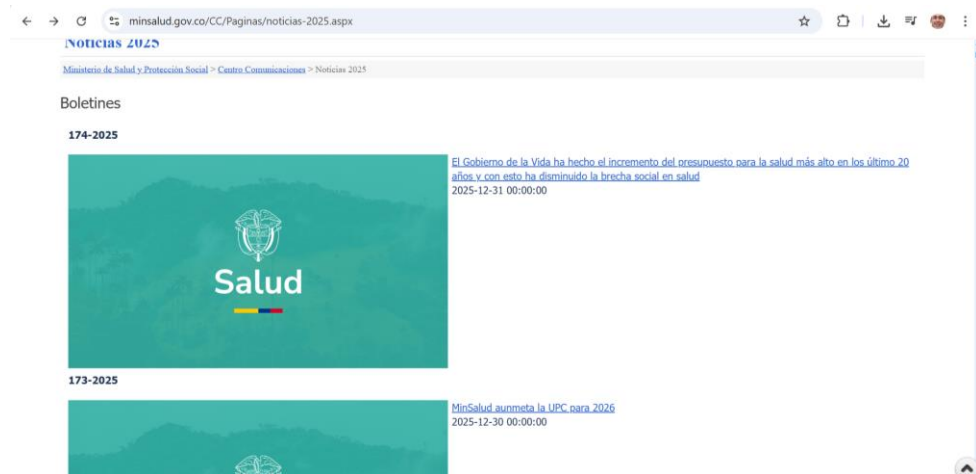 minsalud.gov.co/CC/Paginas/noticias-2025.aspx
Noticias 2025
Ministerio de Salud y Protección Social > Centro Comunicaciones > Noticias 2025
Boletines
174-2025
El Gobierno de la Vida ha hecho el incremento del presupuesto para la salud más alto en los último 20
años y con esto ha disminuido la brecha social en salud
2025-12-31 00:00:00
Salud
173-2025
MinSalud aunmeta la UPC para 2026
2025-12-30 00:00:00